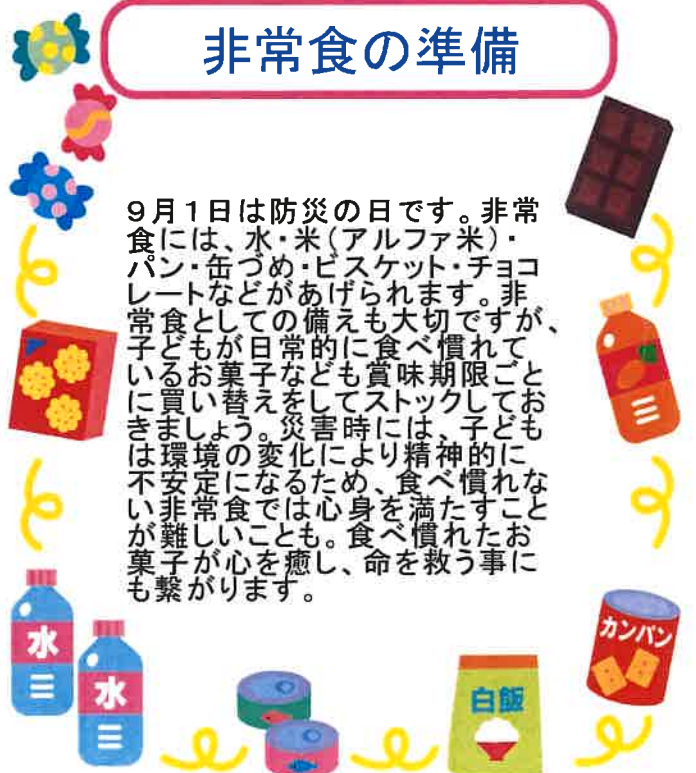 非常食の準備
9月1日は防災の日です。非常
食には、水・米(アルファ米)・
パン・缶づめ・ビスケット・チョコ
レートなどがあげられます。非
常食としての備えも大切ですが、
子どもが日常的に食べ慣れて
いるお菓子なども賞味期限ごと
に買い替えをしてストックしてお
きましょう。災害時には、子ども
は環境の変化により精神的に
不安定になるため、食べ慣れな
い非常食では心身を満たすこと
が難しいことも。食べ慣れたお
菓子が心を癒し、命を救う事に
も繋がります。
カンパン
水
水
白飯